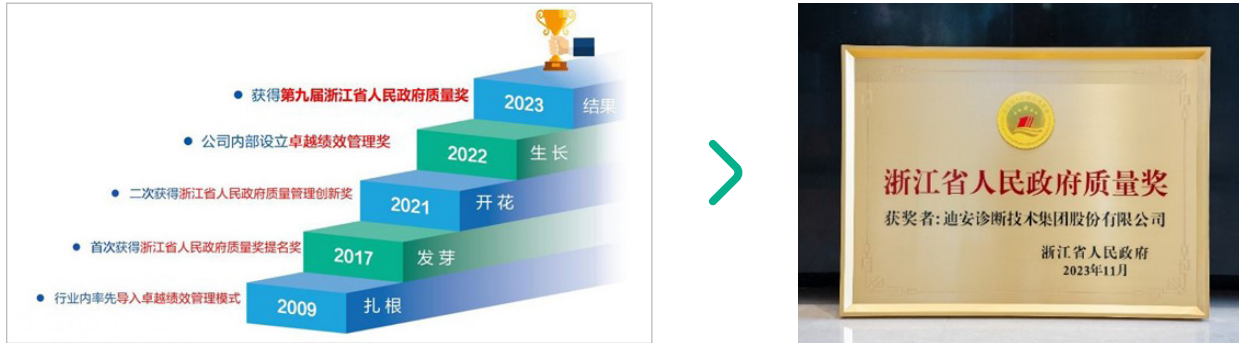 获得第九届浙江省人民政府质量奖
2023
结果
公司内部设立卓越绩效管理奖
2022
生长
二次获得浙江省人民政府质量管理创新奖
2021
开花
首次获得浙江省人民政府质量奖提名奖
2017
发芽
行业内率先导入卓越绩效管理模式
2009
扎根
浙江省人民政府质量奖
获奖者:迪安诊断技术集团股份有限公司
浙江省人民政府
2023年11月